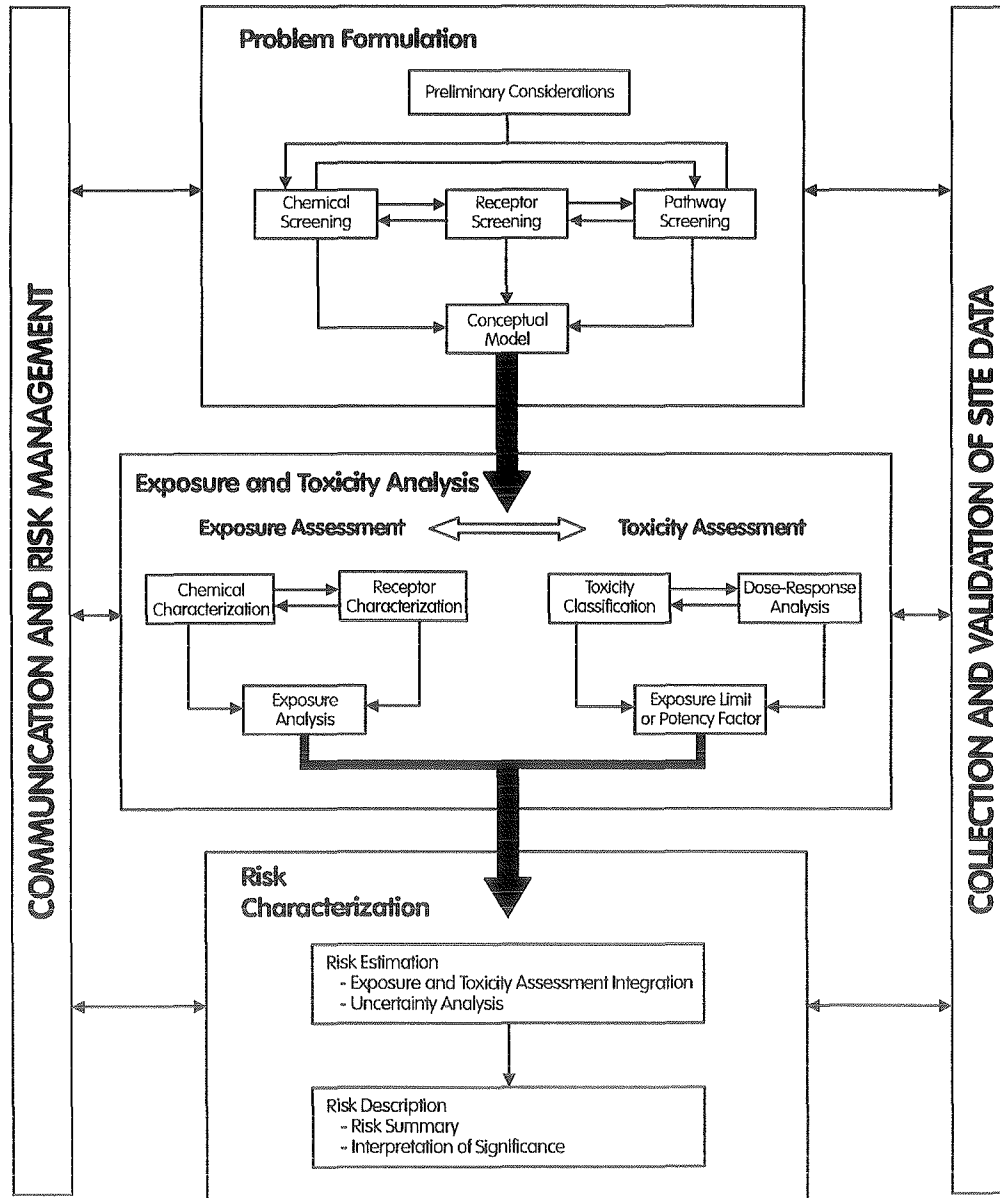 COMMUNICATION AND RISK MANAGEMENT
Problem Formulation
Preliminary Considerations
Chemical
Screening
Receptor
Screening
Pathway
Screening
Conceptual
Model
Exposure and Toxicity Analysis
Exposure Assessment
Toxicity Assessment
Chemical
Characterization
Receptor
Characterization
Toxicity
Classification
Dose-Response
Analysis
Exposure
Analysis
Exposure Limit
or Potency Factor
Risk
Characterization
Risk Estimation
- Exposure and Toxicity Assessment Integration
- Uncertainty Analysis
Risk Description
- Risk Summary
- Interpretation of Significance
COLLECTION AND VALIDATION OF SITE DATA